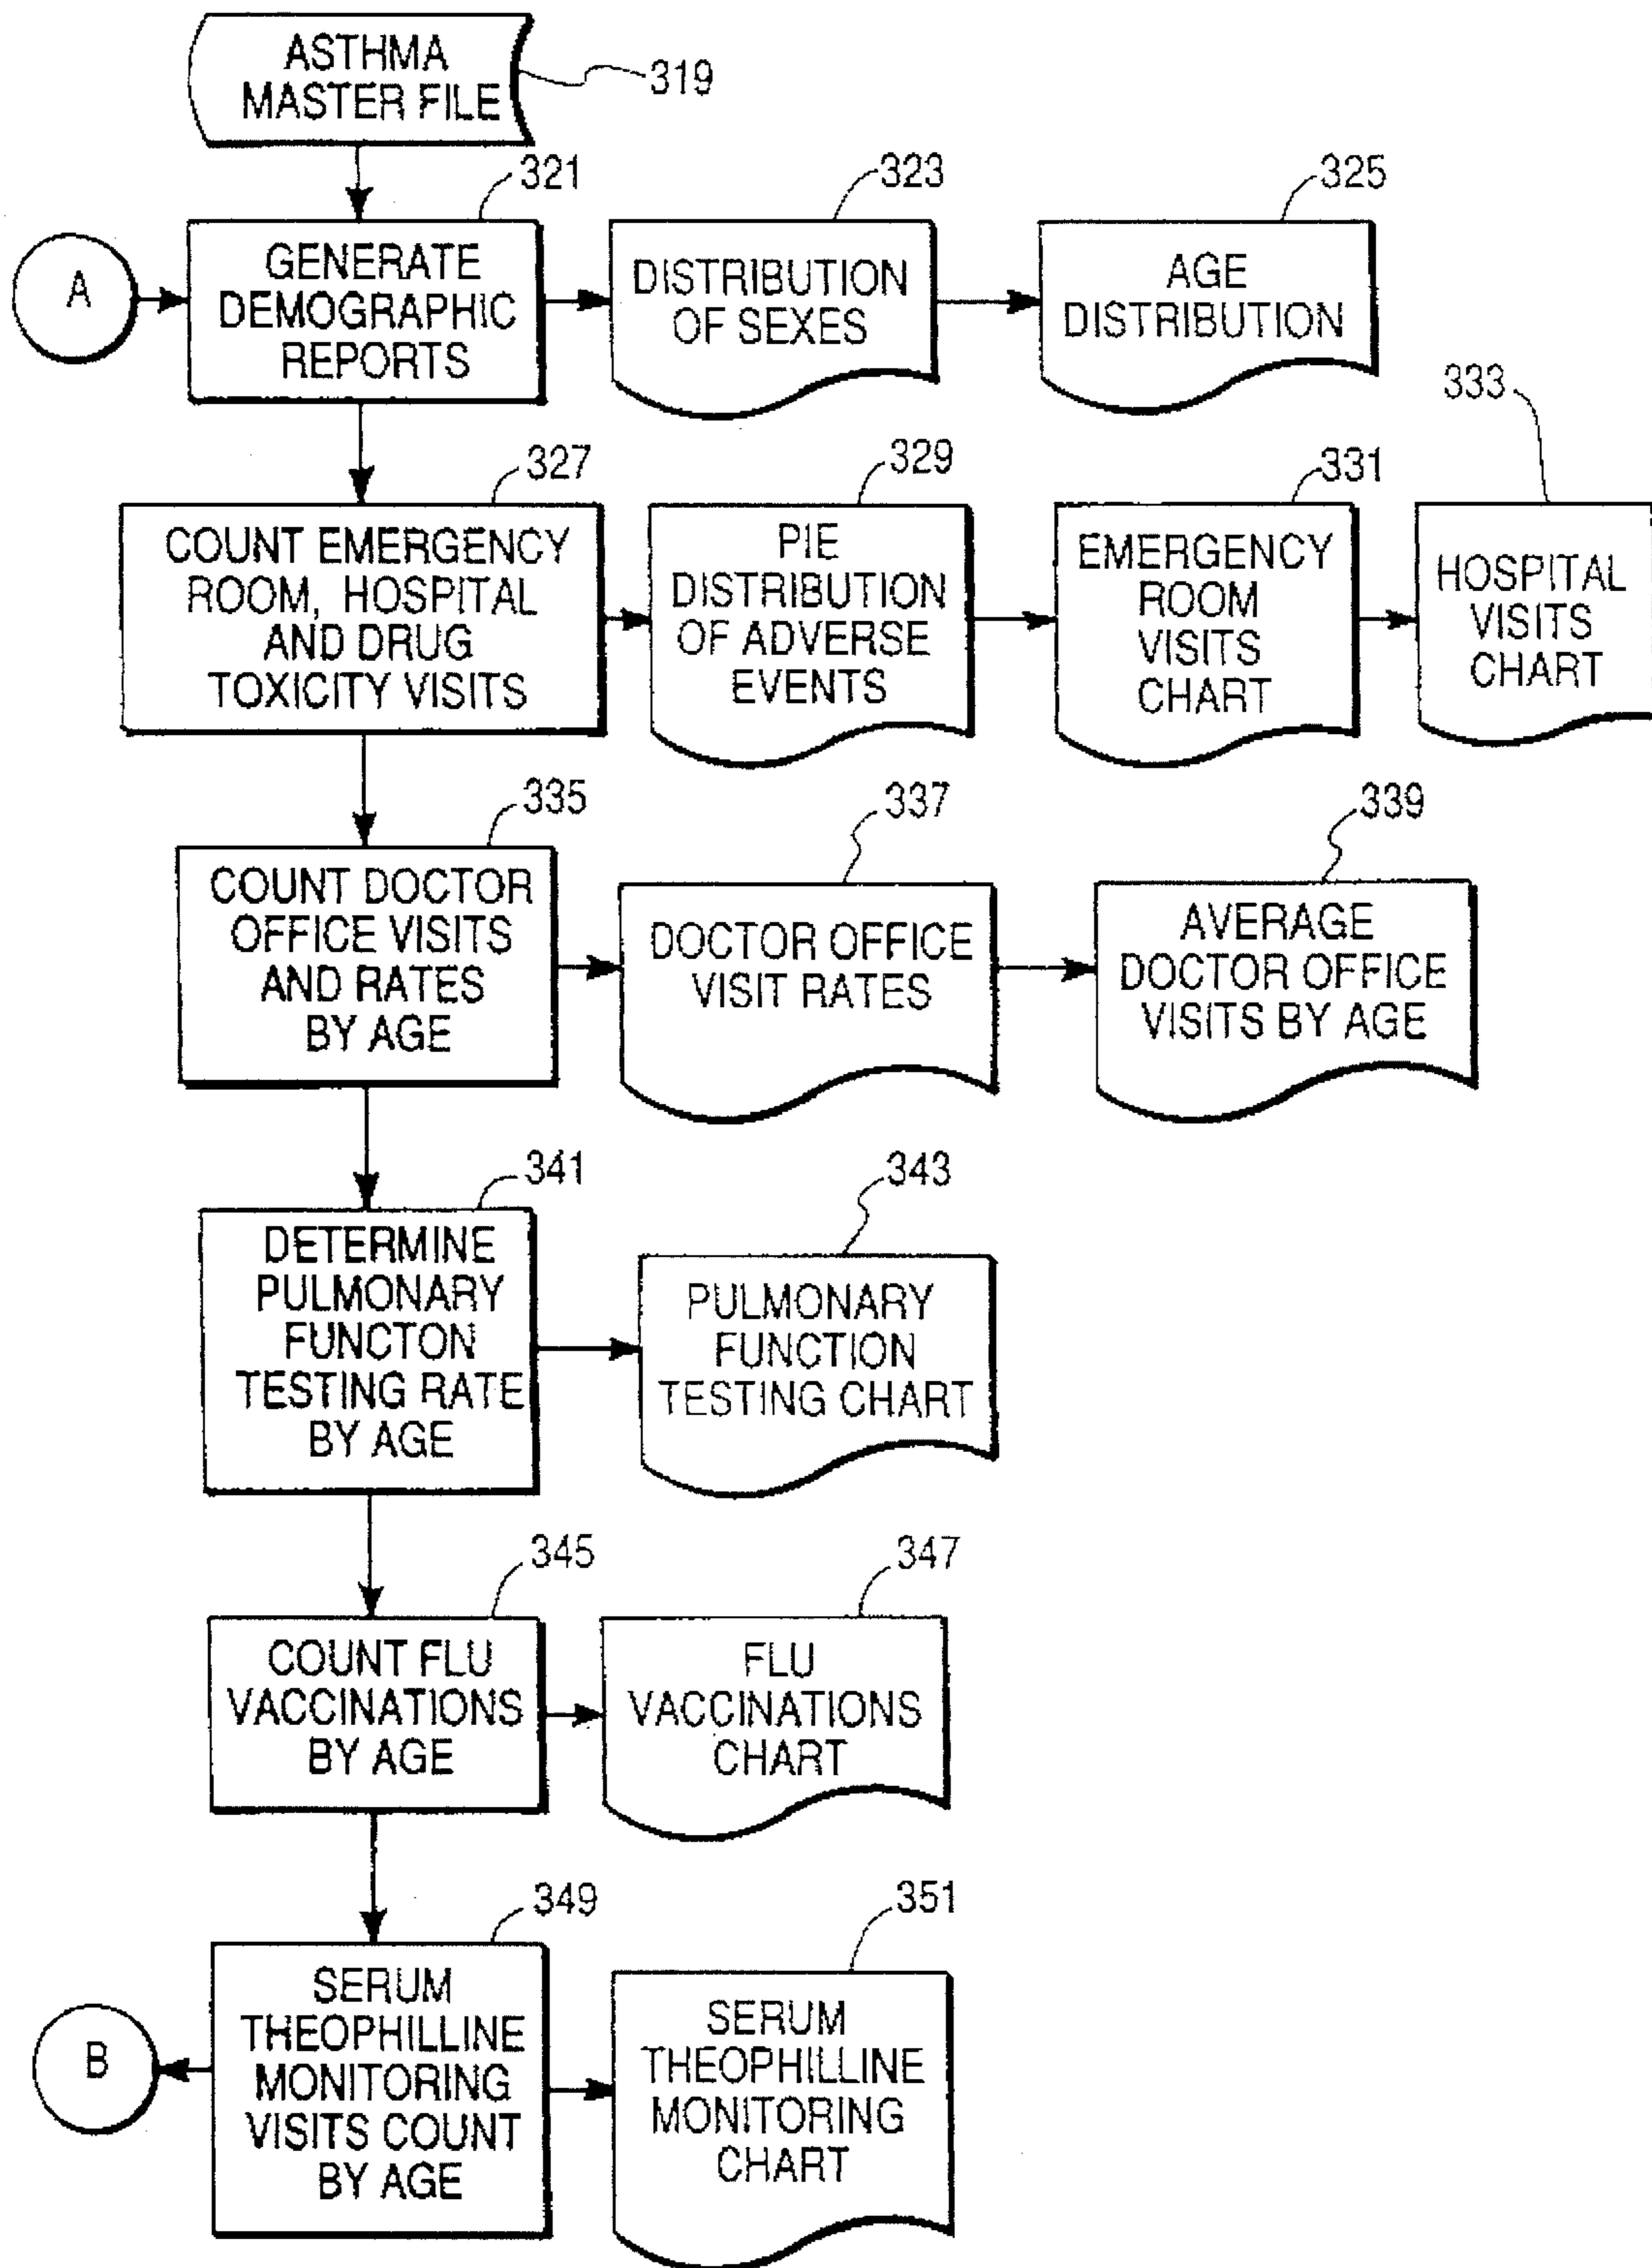 ASTHMA
MASTER FILE
319
321
323
325
A
GENERATE
DEMOGRAPHIC
REPORTS
DISTRIBUTION
OF SEXES
AGE
DISTRIBUTION
333
327
329
331
COUNT EMERGENCY
ROOM, HOSPITAL
AND DRUG
TOXICITY VISITS
PIE
DISTRIBUTION
OF ADVERSE
EVENTS
EMERGENCY
ROOM
VISITS
CHART
HOSPITAL
VISITS
CHART
335
337
339
COUNT DOCTOR
OFFICE VISITS
AND RATES
BY AGE
DOCTOR OFFICE
VISIT RATES
AVERAGE
DOCTOR OFFICE
VISITS BY AGE
341
343
DETERMINE
PULMONARY
FUNCTON
TESTING RATE
BY AGE
PULMONARY
FUNCTION
TESTING CHART
345
347
COUNT FLU
VACCINATIONS
BY AGE
FLU
VACCINATIONS
CHART
349
351
B
SERUM
THEOPHILLINE
MONITORING
VISITS COUNT
BY AGE
SERUM
THEOPHILLINE
MONITORING
CHART